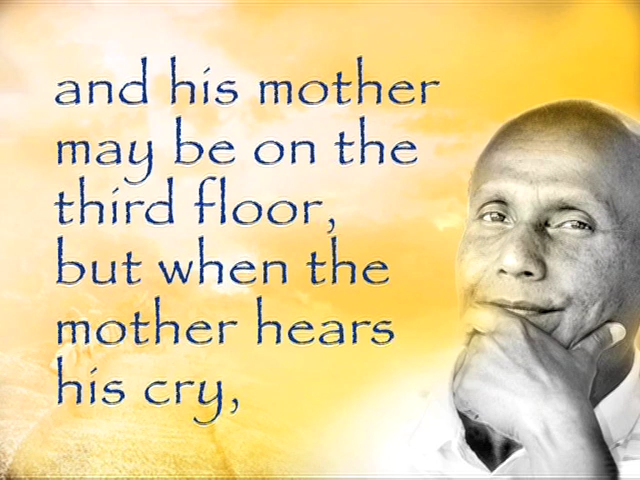 and his mother
may be on the
third floor,
but when the
mother hears
his cry,